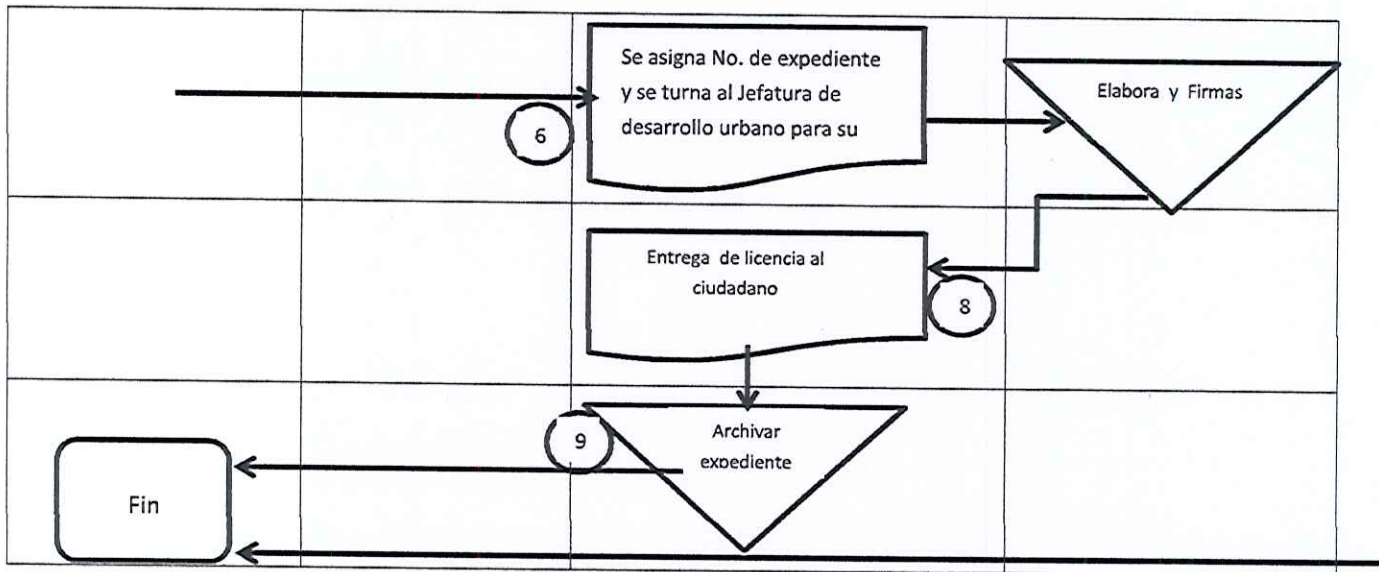 Se asigna No. de expediente
y se turna al Jefatura de
desarrollo urbano para su
6
Elabora y Firmas
Entrega de licencia al
ciudadano
8
9
Archivar
expediente
Fin